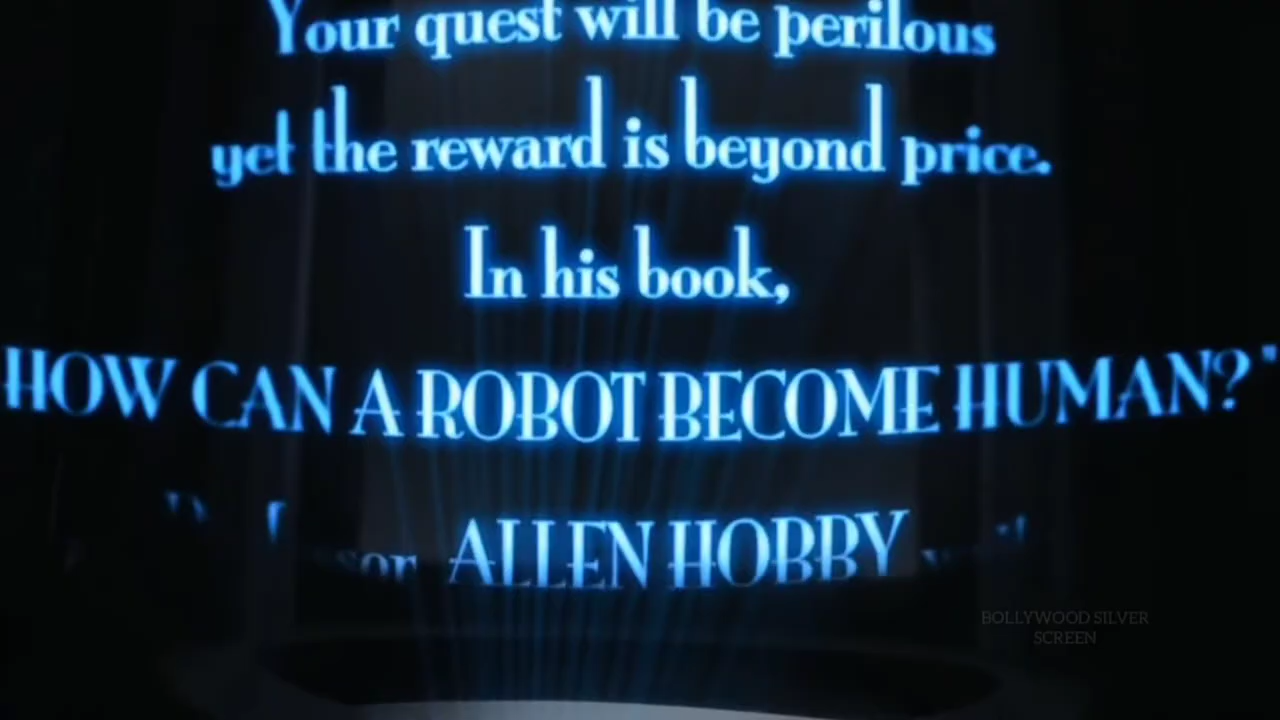 Your quest will be perilous
yet the reward is beyond price.
In his book,
HOW CAN A ROBOT BECOME HUMAN?"
ALLEN HOBBY
BOLLYWOOD SILVER
SCREEN